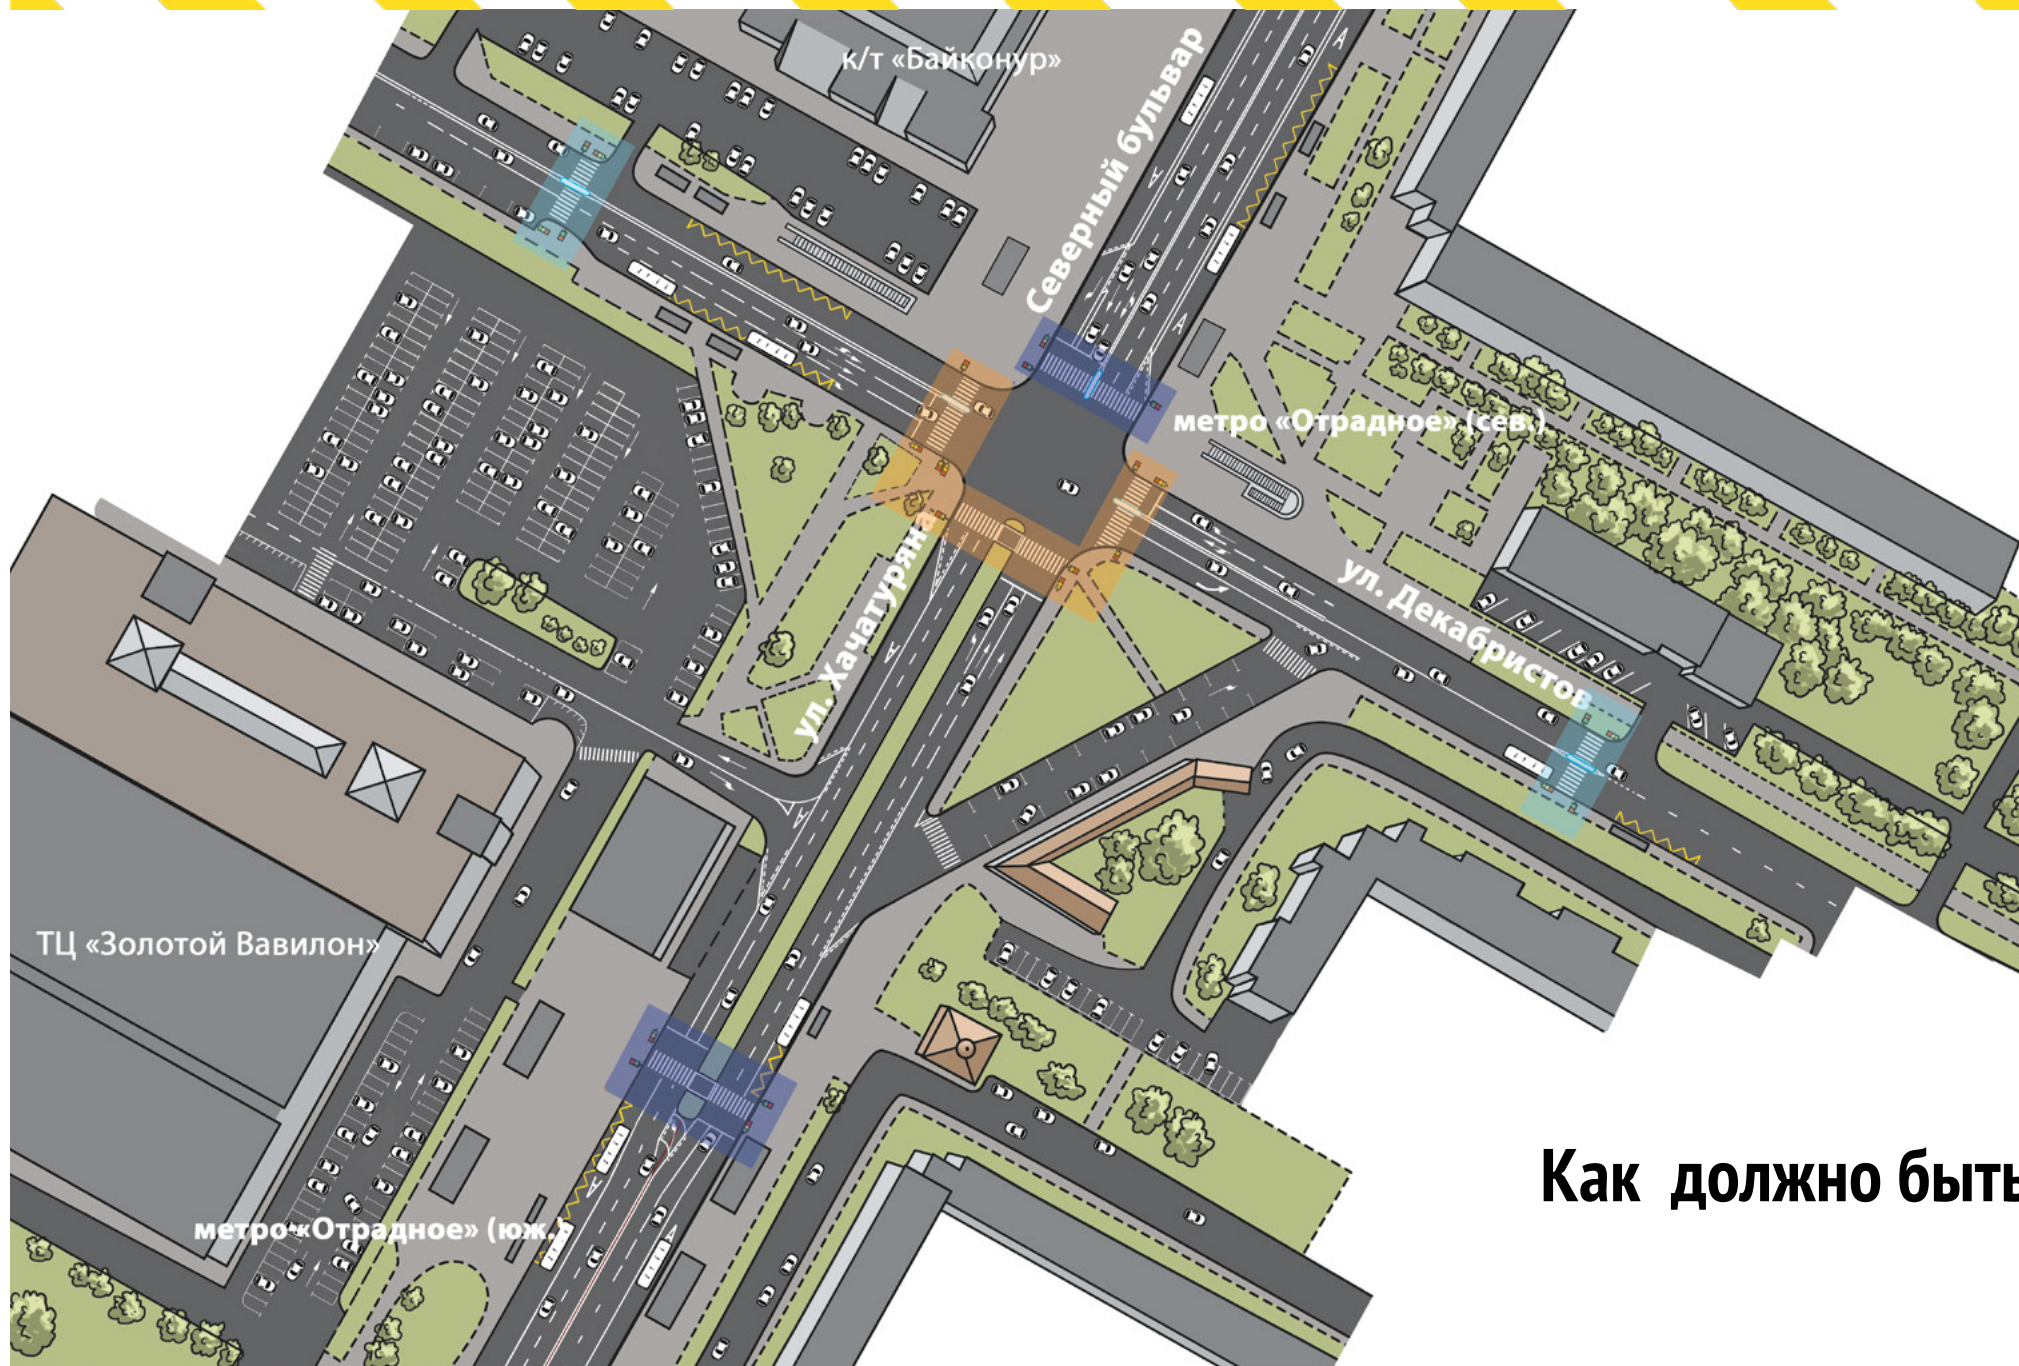 к/т «Байконур»
Северный бульвар
метро «Отрадное» (сев.)
ул. Хачатуряна
ул. Декабристов
ТЦ «Золотой Вавилон»
Как должно быть
метро «Отрадное» (юж.)